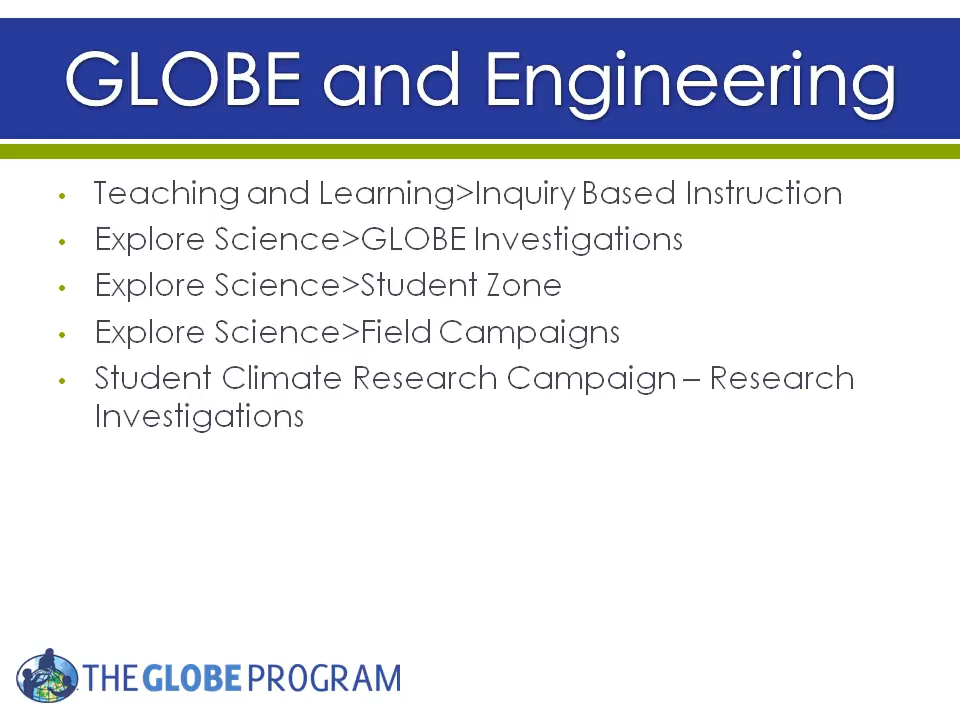 GLOBE and Engineering
• Teaching and Learning>Inquiry Based Instruction
• Explore Science>GLOBE Investigations
• Explore Science>Student Zone
• Explore Science>Field Campaigns
• Student Climate Research Campaign – Research
Investigations
THE GLOBE PROGRAM